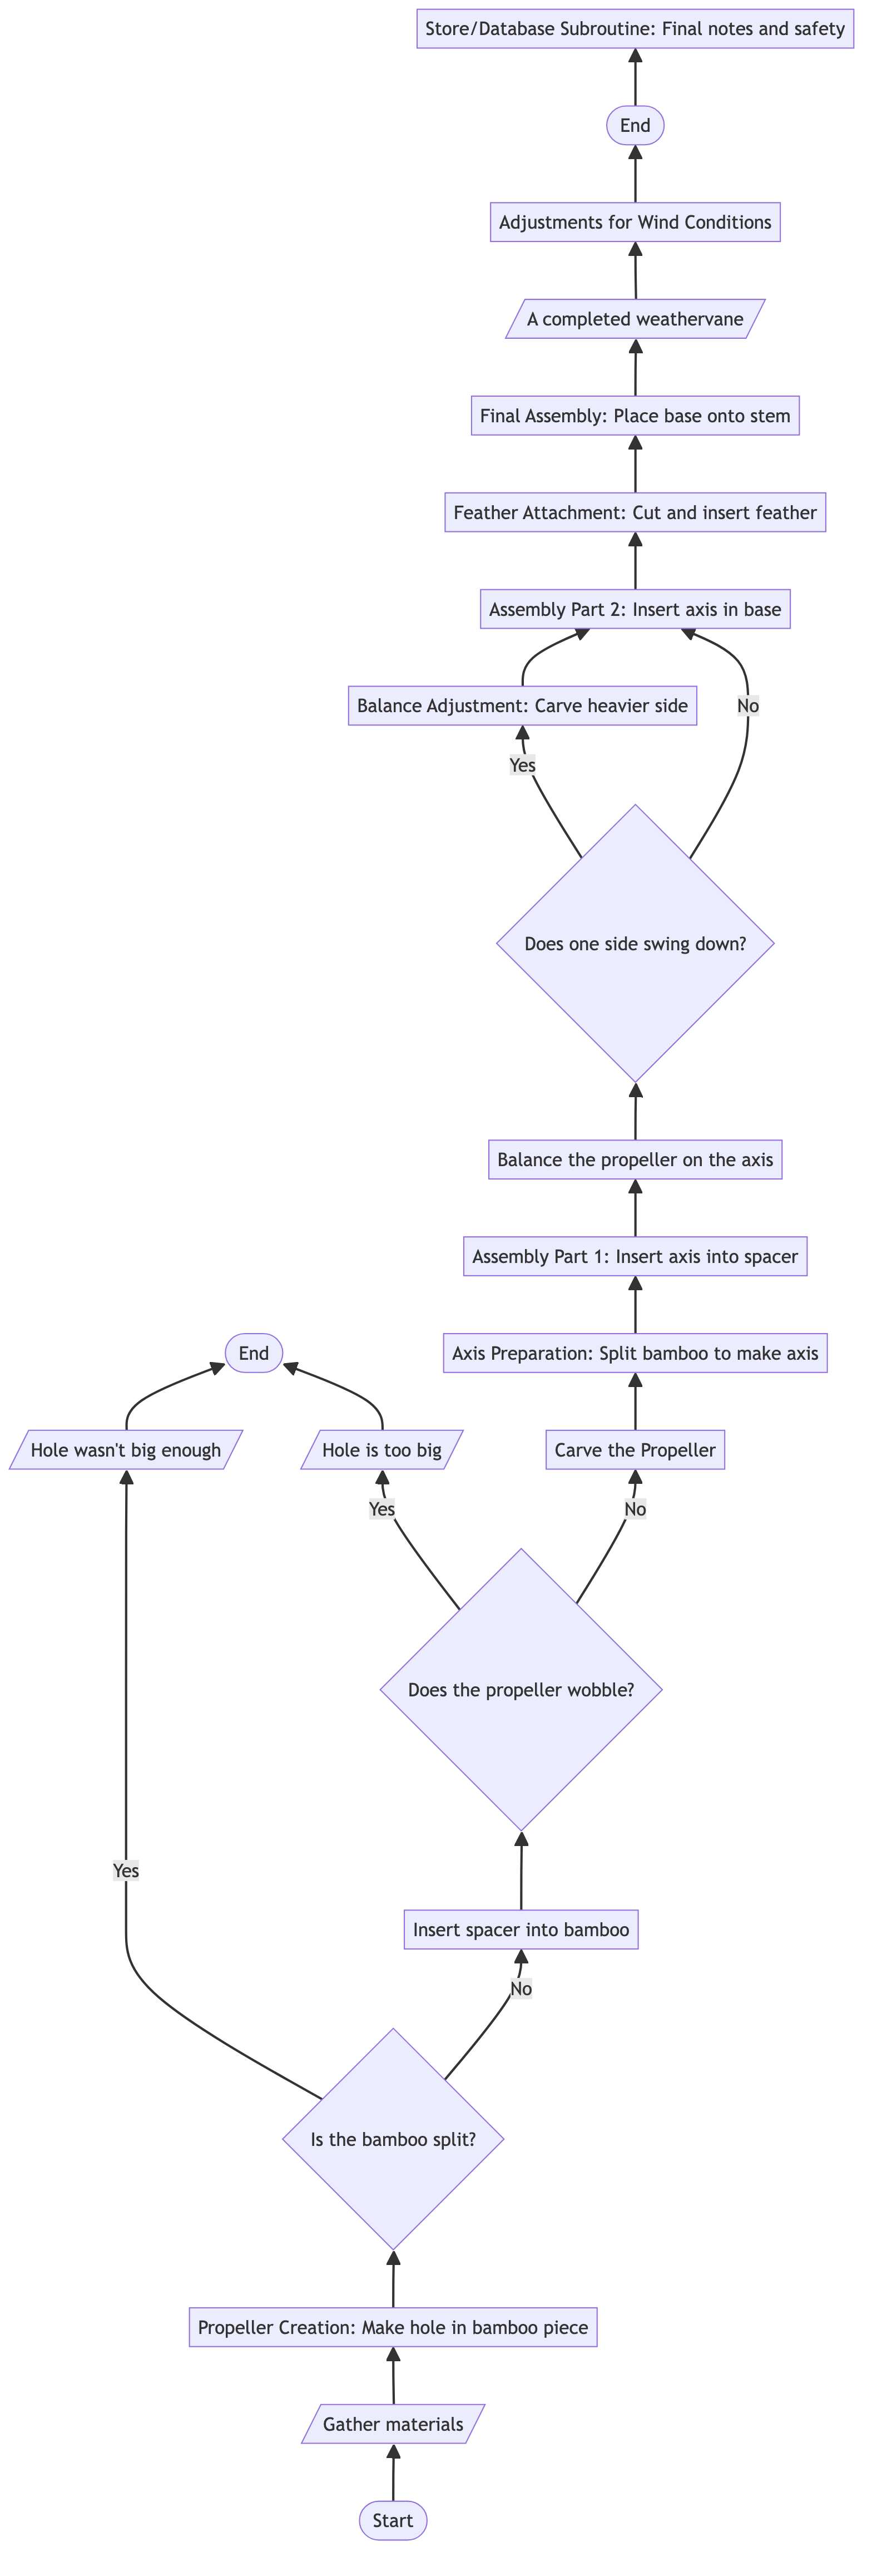 Store/Database Subroutine: Final notes and safety
End
Adjustments for Wind Conditions
A completed weathervane
Final Assembly: Place base onto stem
Feather Attachment: Cut and insert feather
Assembly Part 2: Insert axis in base
Balance Adjustment: Carve heavier side
No
Yes
Does one side swing down?
Balance the propeller on the axis
Assembly Part 1: Insert axis into spacer
End
Axis Preparation: Split bamboo to make axis
Hole wasn't big enough
Hole is too big
Carve the Propeller
Yes
No
Does the propeller wobble?
Yes
Insert spacer into bamboo
No
Is the bamboo split?
Propeller Creation: Make hole in bamboo piece
Gather materials
Start